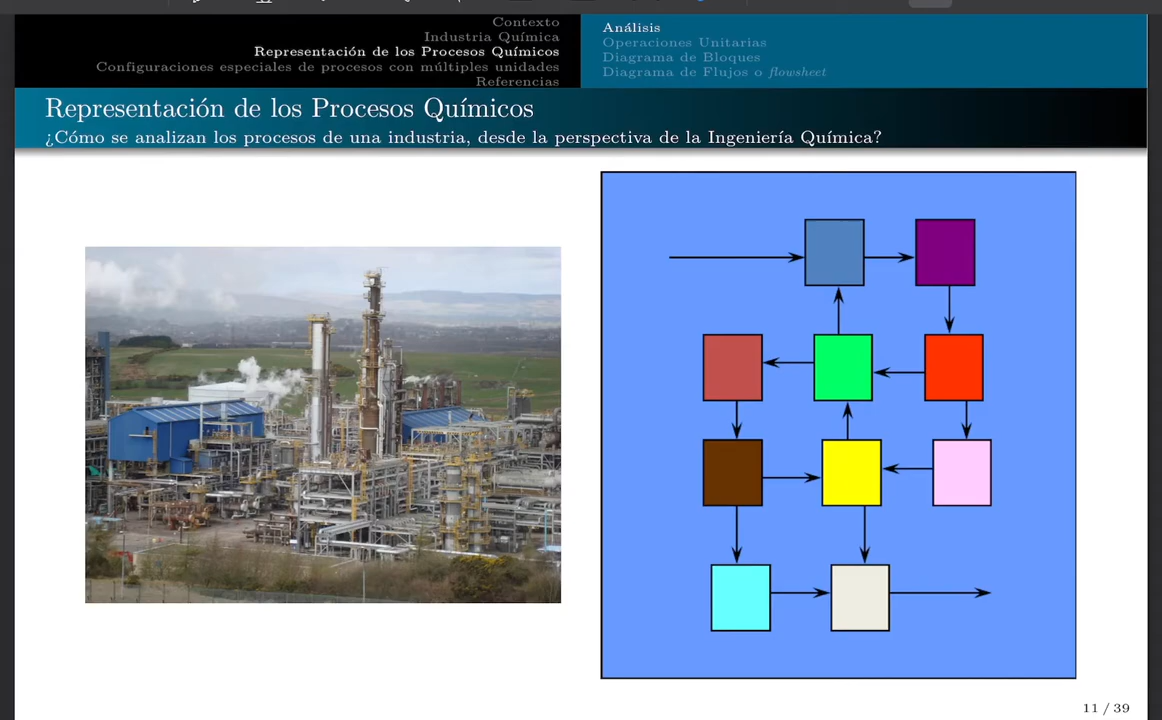 Contexto
Industria Química
Representación de los Procesos Químicos
Configuraciones especiales de procesos con múltiples unidades
Referencias
Análisis
Operaciones Unitarias
Diagrama de Bloques
Diagrama de Flujos o flowsheet
Representación de los Procesos Químicos
¿Cómo se analizan los procesos de una industria, desde la perspectiva de la Ingeniería Química?
11 / 39